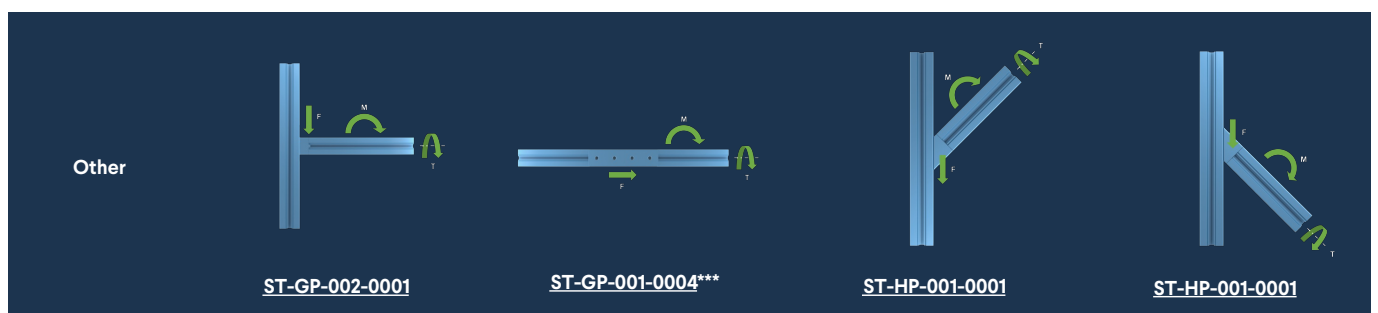 T
M
M
F
Other
M
F
T
M
T
F
F
M
T
T
ST-GP-002-0001
ST-GP-001-0004***
ST-HP-001-0001
ST-HP-001-0001